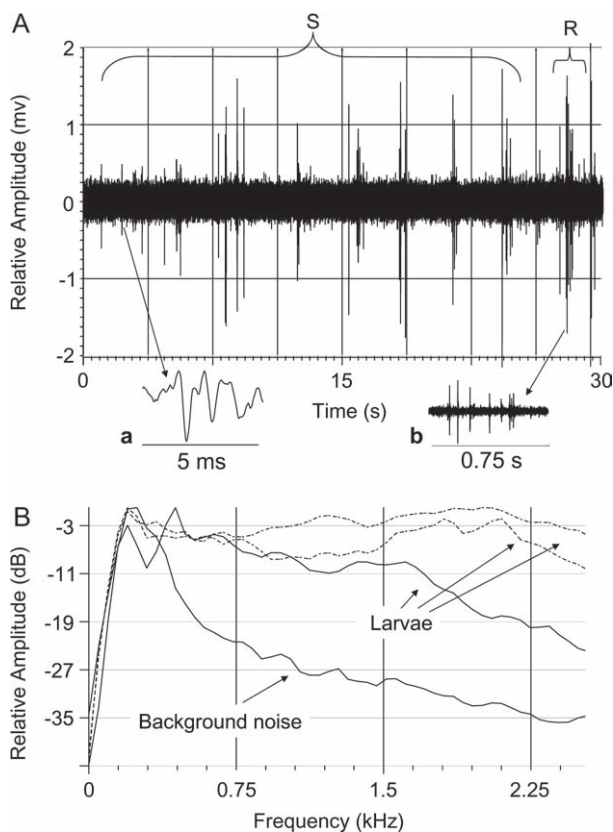 A
S
R
2
1
0
-1
-2
Relative Amplitude (mv)
0
15
30
Time (s)
a
5 ms
b
0.75 s
B
-3
-11
-19
-27
-35
Relative Amplitude (dB)
Larvae
Background noise
0
0.75
1.5
2.25
Frequency (kHz)